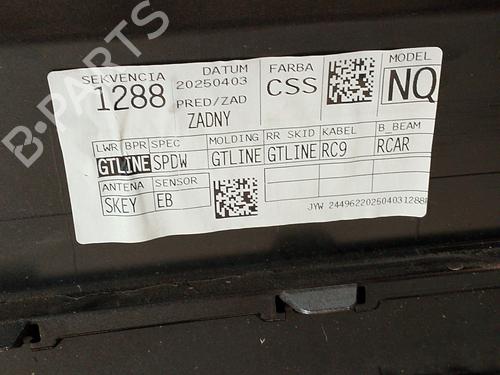 SEKVENCIA
1288
DATUM
20250403
PRED/ZAD
ZADNY
FARBA
CSS
MODEL
NQ
LWR BPR
GTLINE
SPEC
SPDW
MOLDING
GTLINE
RR SKID
GTLINE
KABEL
RC9
B_BEAM
RCAR
ANTENA
SKEY
SENSOR
EB
JYW 244962202504031288
B-Parts